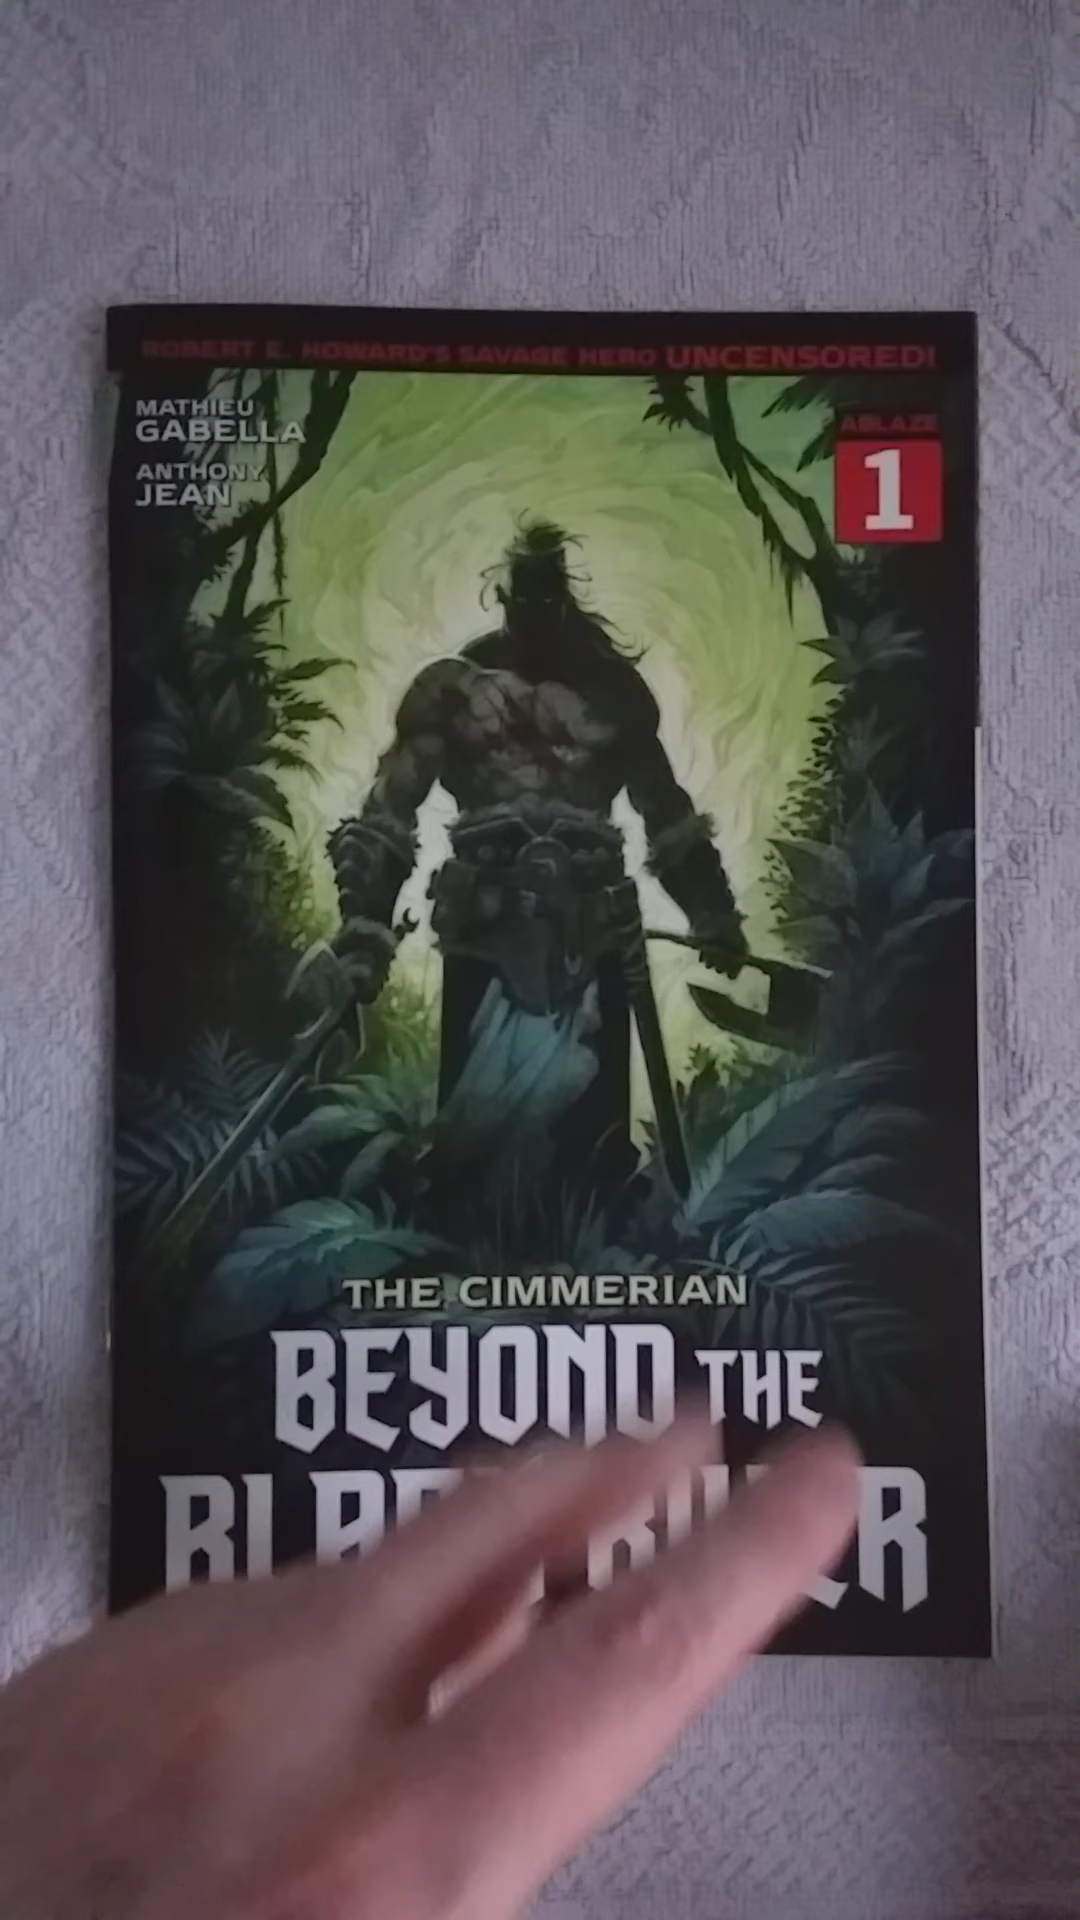 ROBERT E. HOWARD'S SAVAGE HERO UNCENSORED!
MATHIEU
GABELLA
ANTHONY
JEAN
ABLAZE
1
THE CIMMERIAN
BEYOND THE